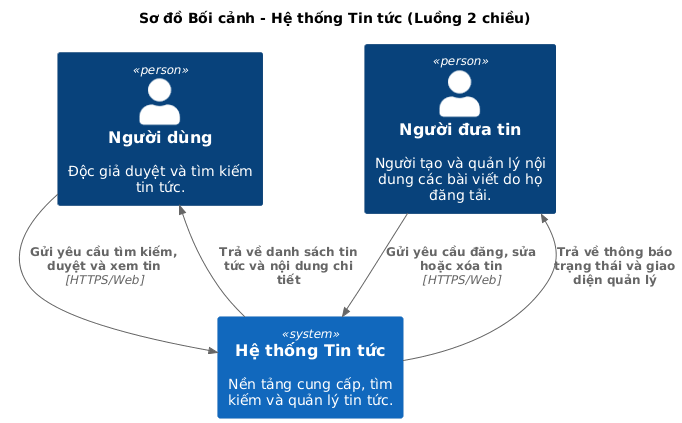 Sơ đồ Bối cảnh - Hệ thống Tin tức (Luồng 2 chiều)
«person»
Người dùng
Độc giả duyệt và tìm kiếm
tin tức.
«person»
Người đưa tin
Người tạo và quản lý nội
dung các bài viết do họ
đăng tải.
Gửi yêu cầu tìm kiếm,
duyệt và xem tin
[HTTPS/Web]
Trả về danh sách tin
tức và nội dung chi
tiết
Gửi yêu cầu đăng, sửa
hoặc xóa tin
[HTTPS/Web]
Trả về thông báo
trạng thái và giao
diện quản lý
«system»
Hệ thống Tin tức
Nền tảng cung cấp, tìm
kiếm và quản lý tin tức.